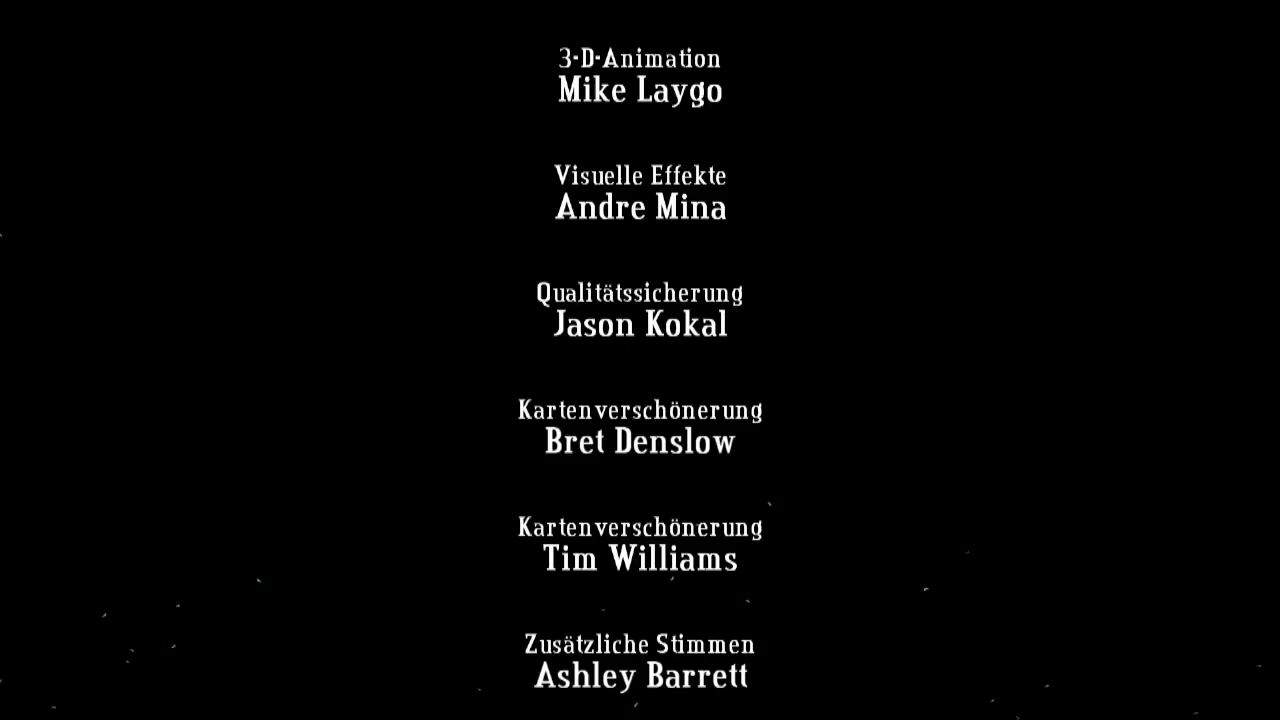 3-D-Animation
Mike Laygo
Visuelle Effekte
Andre Mina
Qualitätssicherung
Jason Kokal
Kartenverschönerung
Bret Denslow
Kartenverschönerung
Tim Williams
Zusätzliche Stimmen
Ashley Barrett